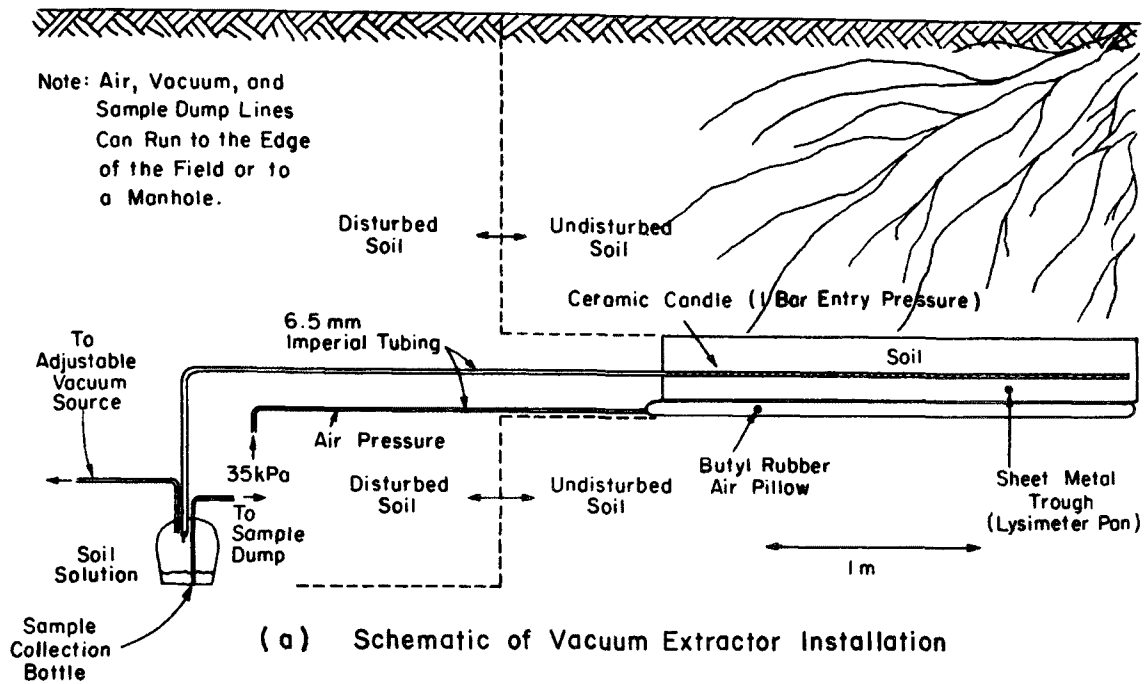 Note: Air, Vacuum, and
Sample Dump Lines
Can Run to the Edge
of the Field or to
a Manhole.
Disturbed
Soil
Undisturbed
Soil
Ceramic Candle (1 Bar Entry Pressure)
6.5 mm
Imperial Tubing
To
Adjustable
Vacuum
Source
Soil
Air Pressure
35kPa
Butyl Rubber
Air Pillow
Sheet Metal
Trough
(Lysimeter Pan)
Disturbed
Soil
Undisturbed
Soil
To
Sample
Dump
Soil
Solution
1 m
Sample
Collection
Bottle
(a) Schematic of Vacuum Extractor Installation